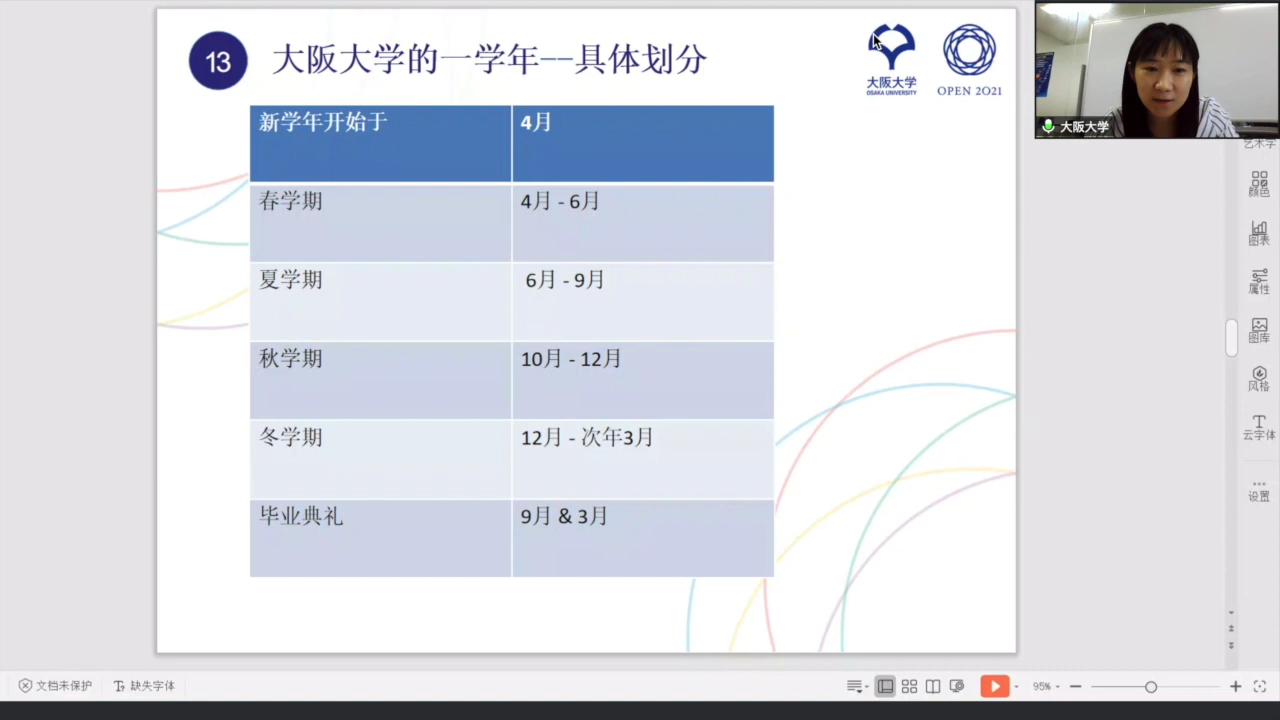 13
大阪大学的一学年--具体划分
大阪大学
OSAKA UNIVERSITY
OPEN 2021
新学年开始于 4月
春学期 4月 - 6月
夏学期 6月 - 9月
秋学期 10月 - 12月
冬学期 12月 - 次年3月
毕业典礼 9月 & 3月
大阪大学
艺术字
颜色
图表
属性
图库
风格
云字体
设置
文档未保护 缺失字体
95%